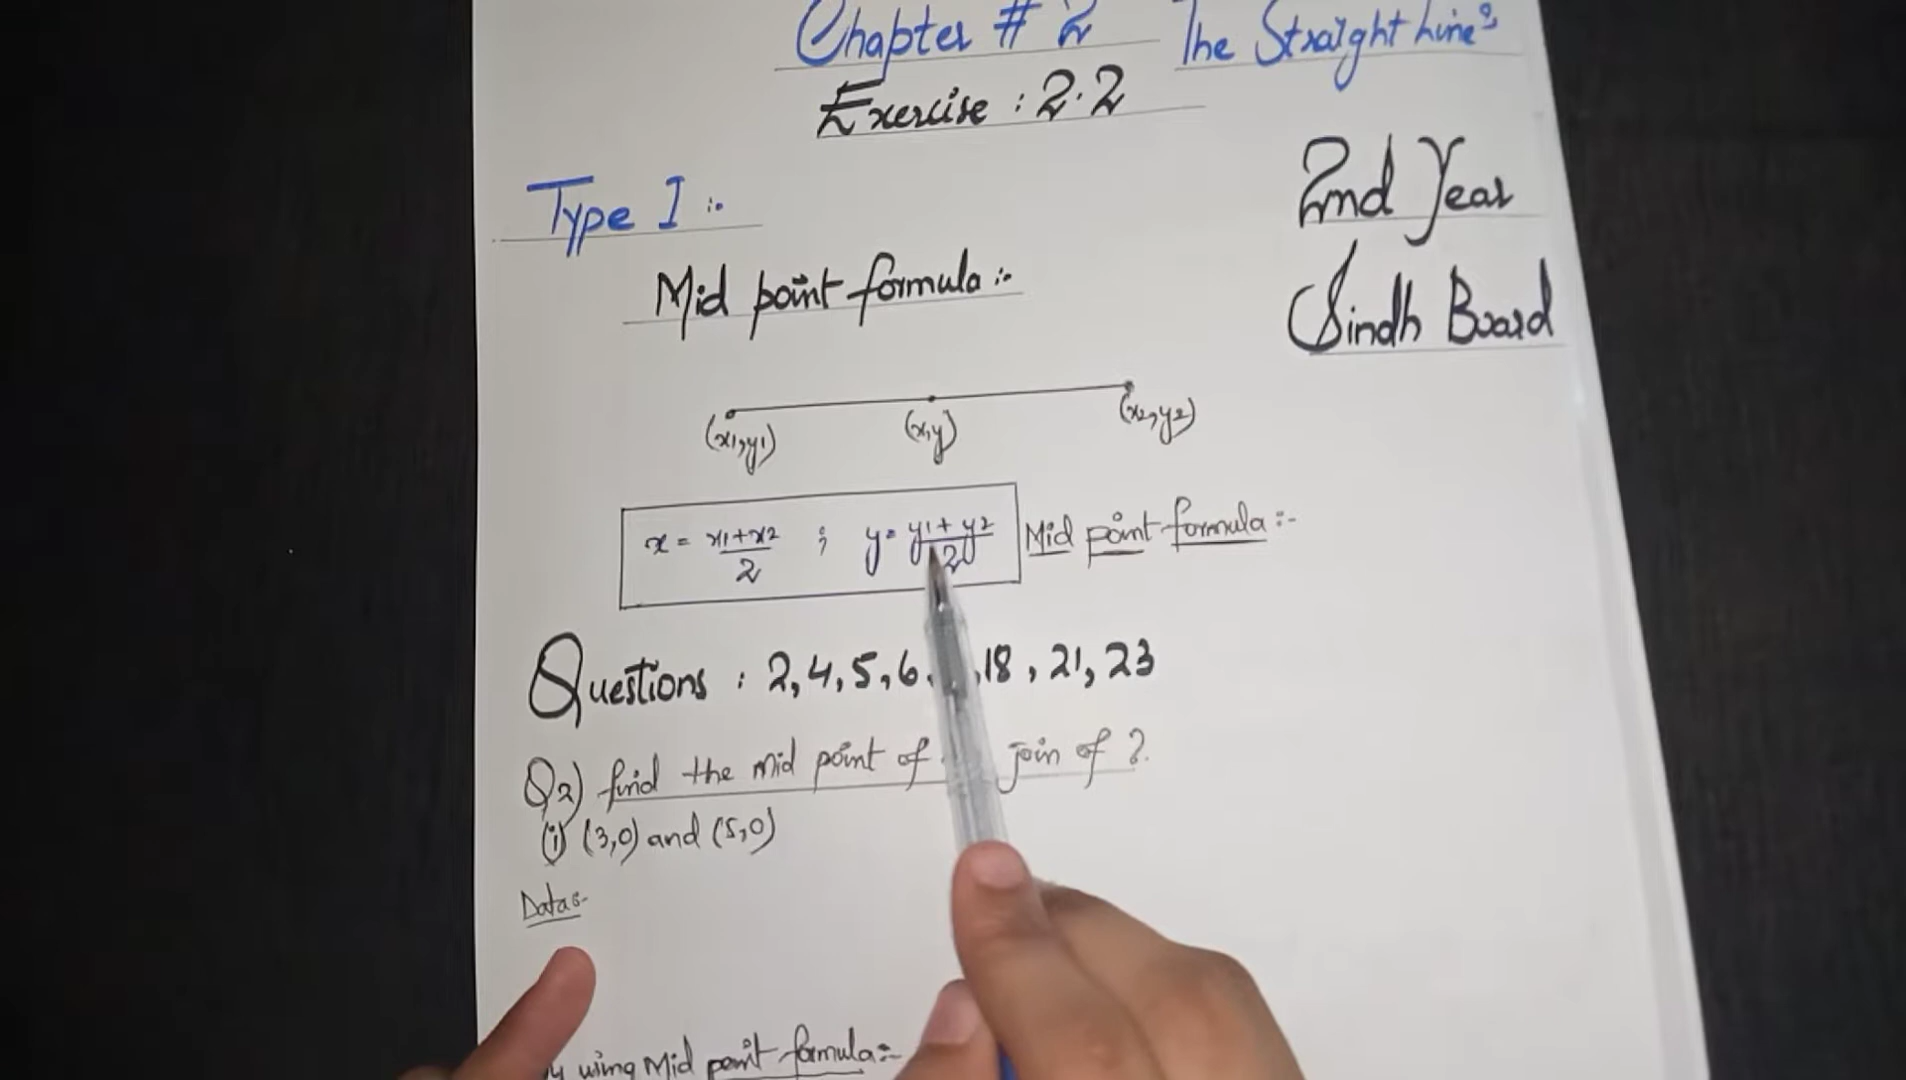 Chapter # 2 The Straight Line:
Exercise : 2.2
2nd Year
Sindh Board
Type I :-
Mid point formula :-
(x1,y1) (x,y) (x2,y2)
x = x1+x2/2 ; y = y1+y2/2 Mid point formula :-
Questions : 2,4,5,6, ,18,21,23
Q2) find the mid point of join of ?
(i) (3,0) and (5,0)
Data:-
using Mid point formula :-